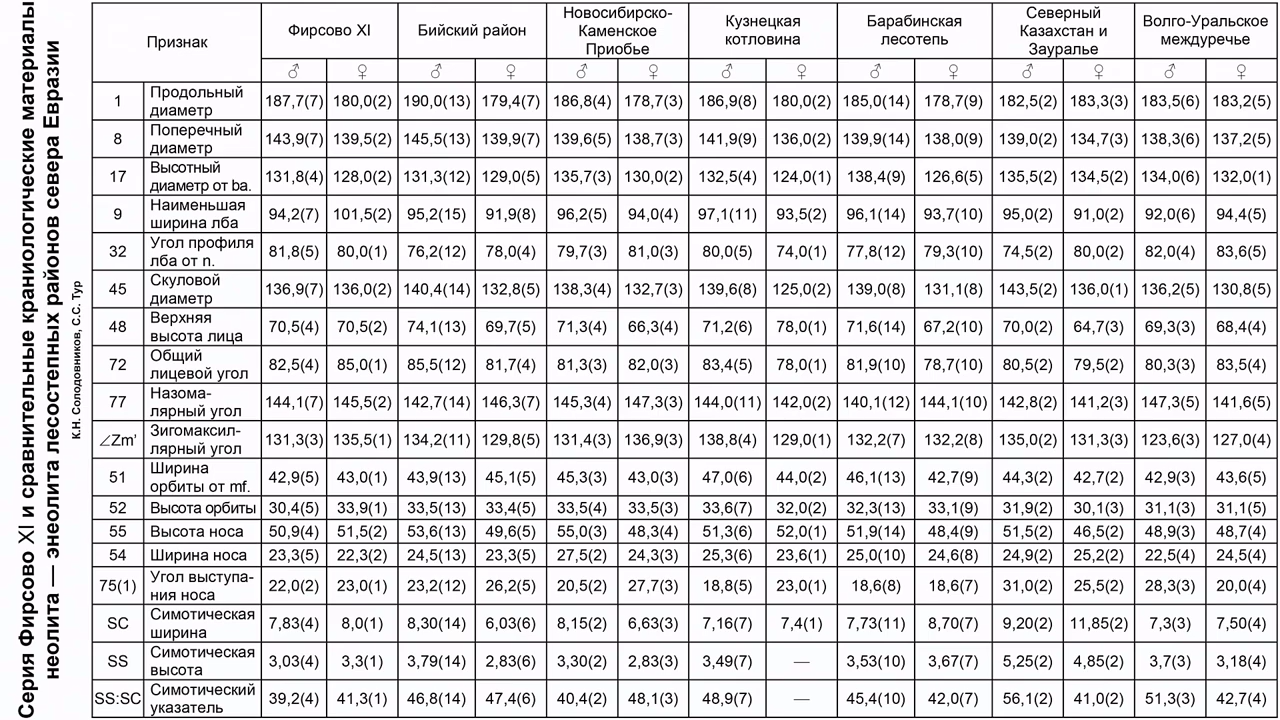 Серия Фирсово XI и сравнительные краниологические материалы
неолита — энеолита лесостепных районов севера Евразии
К.Н. Солодовников, С.С. Тур
Признак Фирсово XI Бийский район Новосибирско-Каменское Приобье Кузнецкая котловина Барабинская лесотепь Северный Казахстан и Зауралье Волго-Уральское междуречье
♂ ♀ ♂ ♀ ♂ ♀ ♂ ♀ ♂ ♀ ♂ ♀ ♂ ♀
1 Продольный диаметр 187,7(7) 180,0(2) 190,0(13) 179,4(7) 186,8(4) 178,7(3) 186,9(8) 180,0(2) 185,0(14) 178,7(9) 182,5(2) 183,3(3) 183,5(6) 183,2(5)
8 Поперечный диаметр 143,9(7) 139,5(2) 145,5(13) 139,9(7) 139,6(5) 138,7(3) 141,9(9) 136,0(2) 139,9(14) 138,0(9) 139,0(2) 134,7(3) 138,3(6) 137,2(5)
17 Высотный диаметр от ba. 131,8(4) 128,0(2) 131,3(12) 129,0(5) 135,7(3) 130,0(2) 132,5(4) 124,0(1) 138,4(9) 126,6(5) 135,5(2) 134,5(2) 134,0(6) 132,0(1)
9 Наименьшая ширина лба 94,2(7) 101,5(2) 95,2(15) 91,9(8) 96,2(5) 94,0(4) 97,1(11) 93,5(2) 96,1(14) 93,7(10) 95,0(2) 91,0(2) 92,0(6) 94,4(5)
32 Угол профиля лба от n. 81,8(5) 80,0(1) 76,2(12) 78,0(4) 79,7(3) 81,0(3) 80,0(5) 74,0(1) 77,8(12) 79,3(10) 74,5(2) 80,0(2) 82,0(4) 83,6(5)
45 Скуловой диаметр 136,9(7) 136,0(2) 140,4(14) 132,8(5) 138,3(4) 132,7(3) 139,6(8) 125,0(2) 139,0(8) 131,1(8) 143,5(2) 136,0(1) 136,2(5) 130,8(5)
48 Верхняя высота лица 70,5(4) 70,5(2) 74,1(13) 69,7(5) 71,3(4) 66,3(4) 71,2(6) 78,0(1) 71,6(14) 67,2(10) 70,0(2) 64,7(3) 69,3(3) 68,4(4)
72 Общий лицевой угол 82,5(4) 85,0(1) 85,5(12) 81,7(4) 81,3(3) 82,0(3) 83,4(5) 78,0(1) 81,9(10) 78,7(10) 80,5(2) 79,5(2) 80,3(3) 83,5(4)
77 Назома-лярный угол 144,1(7) 145,5(2) 142,7(14) 146,3(7) 145,3(4) 147,3(3) 144,0(11) 142,0(2) 140,1(12) 144,1(10) 142,8(2) 141,2(3) 147,3(5) 141,6(5)
∠Zm’ Зигомаксил-лярный угол 131,3(3) 135,5(1) 134,2(11) 129,8(5) 131,4(3) 136,9(3) 138,8(4) 129,0(1) 132,2(7) 132,2(8) 135,0(2) 131,3(3) 123,6(3) 127,0(4)
51 Ширина орбиты от mf. 42,9(5) 43,0(1) 43,9(13) 45,1(5) 45,3(3) 43,0(3) 47,0(6) 44,0(2) 46,1(13) 42,7(9) 44,3(2) 42,7(2) 42,9(3) 43,6(5)
52 Высота орбиты 30,4(5) 33,9(1) 33,5(13) 33,4(5) 33,5(4) 33,5(3) 33,6(7) 32,0(2) 32,3(13) 33,1(9) 31,9(2) 30,1(3) 31,1(3) 31,1(5)
55 Высота носа 50,9(4) 51,5(2) 53,6(13) 49,6(5) 55,0(3) 48,3(4) 51,3(6) 52,0(1) 51,9(14) 48,4(9) 51,5(2) 46,5(2) 48,9(3) 48,7(4)
54 Ширина носа 23,3(5) 22,3(2) 24,5(13) 23,3(5) 27,5(2) 24,3(3) 25,3(6) 23,6(1) 25,0(10) 24,6(8) 24,9(2) 25,2(2) 22,5(4) 24,5(4)
75(1) Угол выступа-ния носа 22,0(2) 23,0(1) 23,2(12) 26,2(5) 20,5(2) 27,7(3) 18,8(5) 23,0(1) 18,6(8) 18,6(7) 31,0(2) 25,5(2) 28,3(3) 20,0(4)
SC Симотическая ширина 7,83(4) 8,0(1) 8,30(14) 6,03(6) 8,15(2) 6,63(3) 7,16(7) 7,4(1) 7,73(11) 8,70(7) 9,20(2) 11,85(2) 7,3(3) 7,50(4)
SS Симотическая высота 3,03(4) 3,3(1) 3,79(14) 2,83(6) 3,30(2) 2,83(3) 3,49(7) — 3,53(10) 3,67(7) 5,25(2) 4,85(2) 3,7(3) 3,18(4)
SS:SC Симотический указатель 39,2(4) 41,3(1) 46,8(14) 47,4(6) 40,4(2) 48,1(3) 48,9(7) — 45,4(10) 42,0(7) 56,1(2) 41,0(2) 51,3(3) 42,7(4)